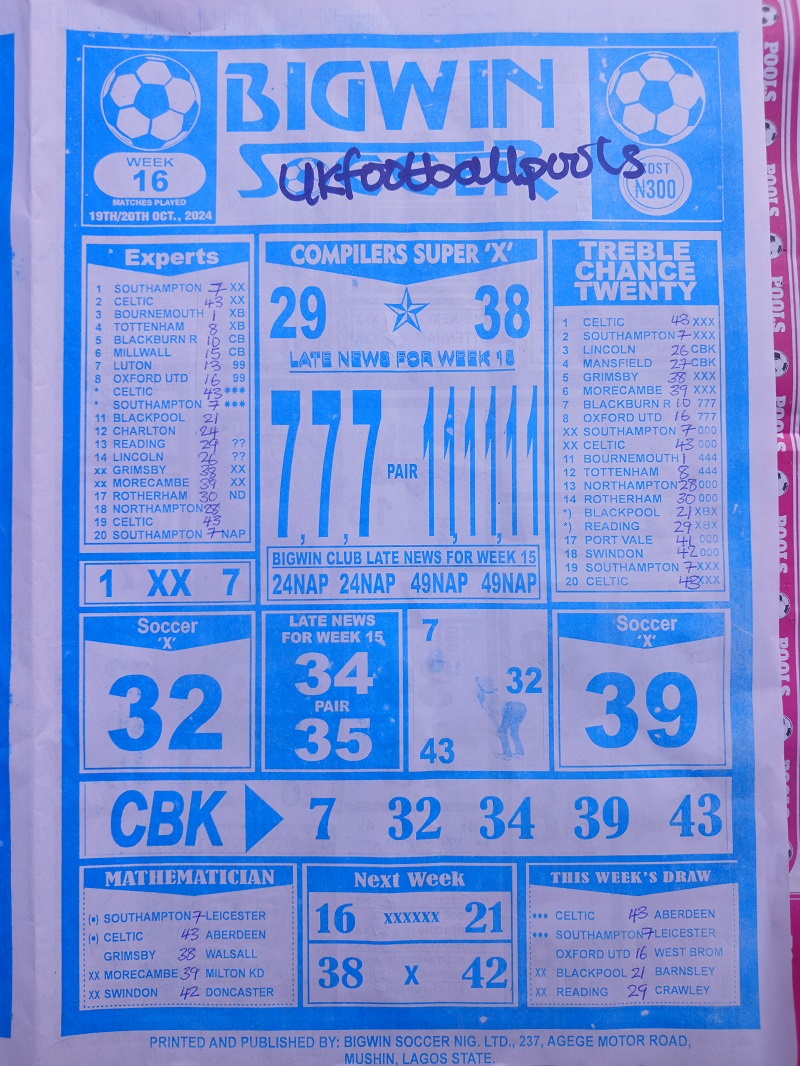 BIGWIN
SOCCER
ukfootballpools
WEEK
16
MATCHES PLAYED
19TH/20TH OCT., 2024
COST
N300
Experts
1 SOUTHAMPTON 7 XX
2 CELTIC 43 XX
3 BOURNEMOUTH 1 XB
4 TOTTENHAM 8 XB
5 BLACKBURN R 10 CB
6 MILLWALL 15 CB
7 LUTON 13 99
8 OXFORD UTD 16 99
* CELTIC 43 ***
* SOUTHAMPTON 7 ***
11 BLACKPOOL 21
12 CHARLTON 24
13 READING 29 ??
14 LINCOLN 26 ??
xx GRIMSBY 38 XX
xx MORECAMBE 39 XX
17 ROTHERHAM 30 ND
18 NORTHAMPTON 28
19 CELTIC 43
20 SOUTHAMPTON 7 NAP
1 XX 7
COMPILERS SUPER 'X'
29 38
LATE NEWS FOR WEEK 18
7,7,7 PAIR 1,1,1,1,1
BIGWIN CLUB LATE NEWS FOR WEEK 15
24NAP 24NAP 49NAP 49NAP
TREBLE
CHANCE
TWENTY
1 CELTIC 43 XXX
2 SOUTHAMPTON 7 XXX
3 LINCOLN 26 CBK
4 MANSFIELD 27 CBK
5 GRIMSBY 38 XXX
6 MORECAMBE 39 XXX
7 BLACKBURN R 10 777
8 OXFORD UTD 16 777
XX SOUTHAMPTON 7 000
XX CELTIC 43 000
11 BOURNEMOUTH 1 444
12 TOTTENHAM 8 444
13 NORTHAMPTON 28 000
14 ROTHERHAM 30 000
*) BLACKPOOL 21 XBX
*) READING 29 XBX
17 PORT VALE 41 000
18 SWINDON 42 000
19 SOUTHAMPTON 7 XXX
20 CELTIC 43 XXX
Soccer
'X'
32
LATE NEWS
FOR WEEK 15
34
PAIR
35
7
32
43
Soccer
'X'
39
CBK 7 32 34 39 43
MATHEMATICIAN
(•) SOUTHAMPTON 7 LEICESTER
(•) CELTIC 43 ABERDEEN
GRIMSBY 38 WALSALL
XX MORECAMBE 39 MILTON KD
XX SWINDON 42 DONCASTER
Next Week
16 XXXXXX 21
38 X 42
THIS WEEK'S DRAW
*** CELTIC 43 ABERDEEN
*** SOUTHAMPTON 7 LEICESTER
OXFORD UTD 16 WEST BROM
XX BLACKPOOL 21 BARNSLEY
XX READING 29 CRAWLEY
PRINTED AND PUBLISHED BY: BIGWIN SOCCER NIG. LTD., 237, AGEGE MOTOR ROAD,
MUSHIN, LAGOS STATE.
POOLS
POOLS
POOLS
POOLS
POOLS
POOLS
POOLS